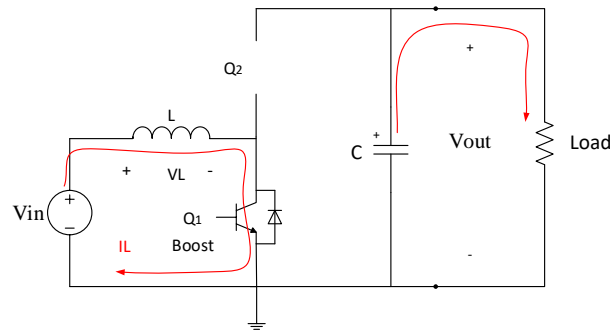 Q2
L
+
+
+ VL -
C
Vout
Load
Vin
+
−
Q1
IL
Boost
-